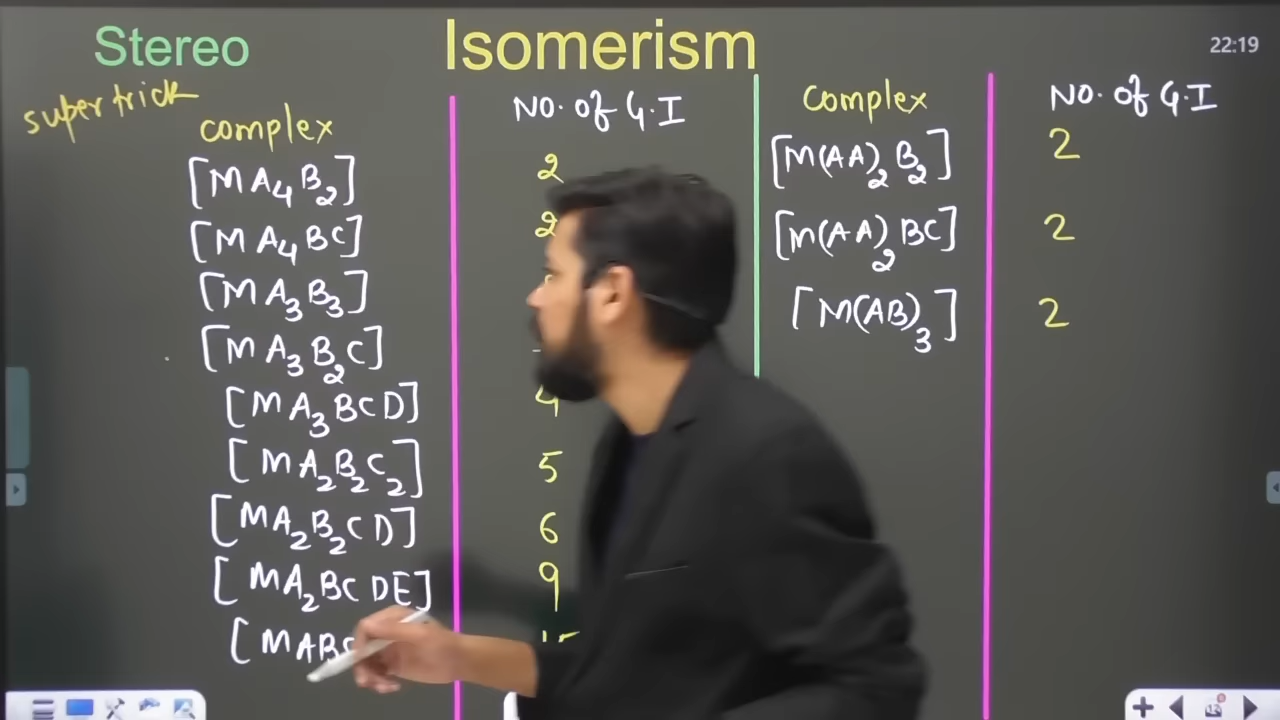 Stereo Isomerism
22:19
super trick
complex
NO. of G.I
[MA₄B₂]
2
[MA₄BC]
2
[MA₃B₃]
[MA₃B₂C]
[MA₃BCD]
4
[MA₂B₂C₂]
5
[MA₂B₂CD]
6
[MA₂BCDE]
9
[MAB
complex
NO. of G.I
[M(AA)₂B₂]
2
[M(AA)₂BC]
2
[M(AB)₃]
2